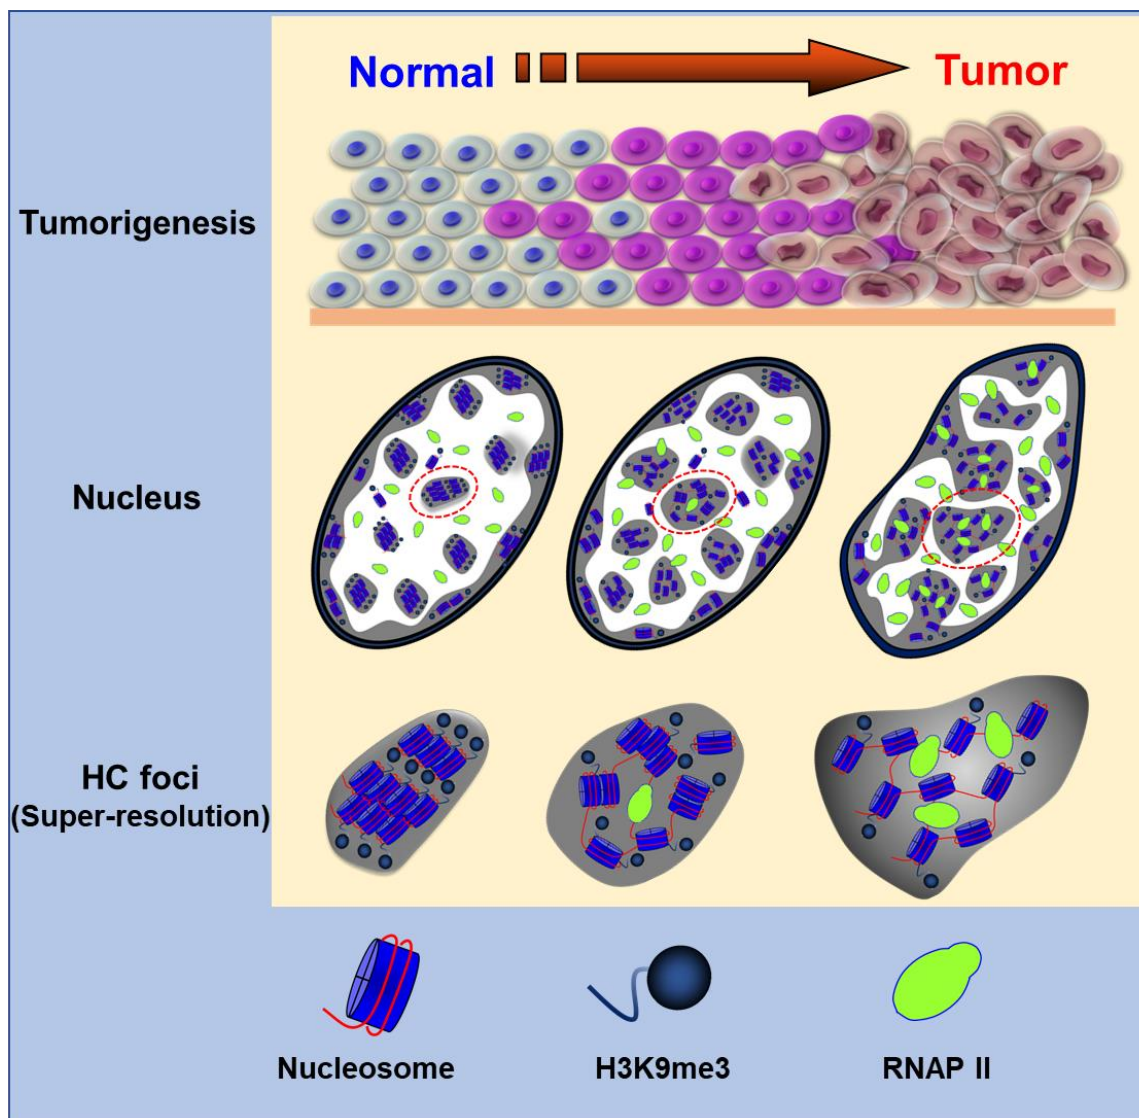 Normal
Tumor
Tumorigenesis
Nucleus
HC foci
(Super-resolution)
Nucleosome
H3K9me3
RNAP II